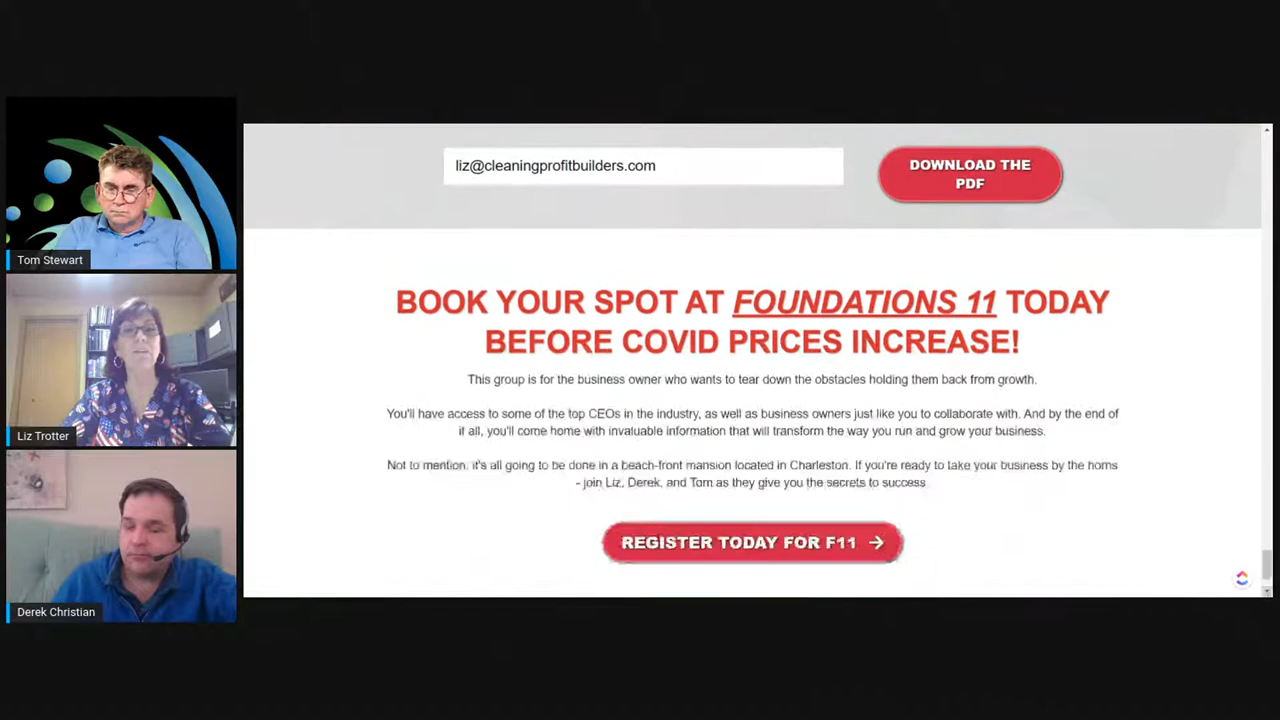 Tom Stewart
Liz Trotter
Derek Christian
liz@cleaningprofitbuilders.com
DOWNLOAD THE
PDF
BOOK YOUR SPOT AT FOUNDATIONS 11 TODAY
BEFORE COVID PRICES INCREASE!
This group is for the business owner who wants to tear down the obstacles holding them back from growth.
You'll have access to some of the top CEOs in the industry, as well as business owners just like you to collaborate with. And by the end of
it all, you'll come home with invaluable information that will transform the way you run and grow your business.
Not to mention, it's all going to be done in a beach-front mansion located in Charleston. If you're ready to take your business by the horns
- join Liz, Derek, and Tom as they give you the secrets to success
REGISTER TODAY FOR F11 →